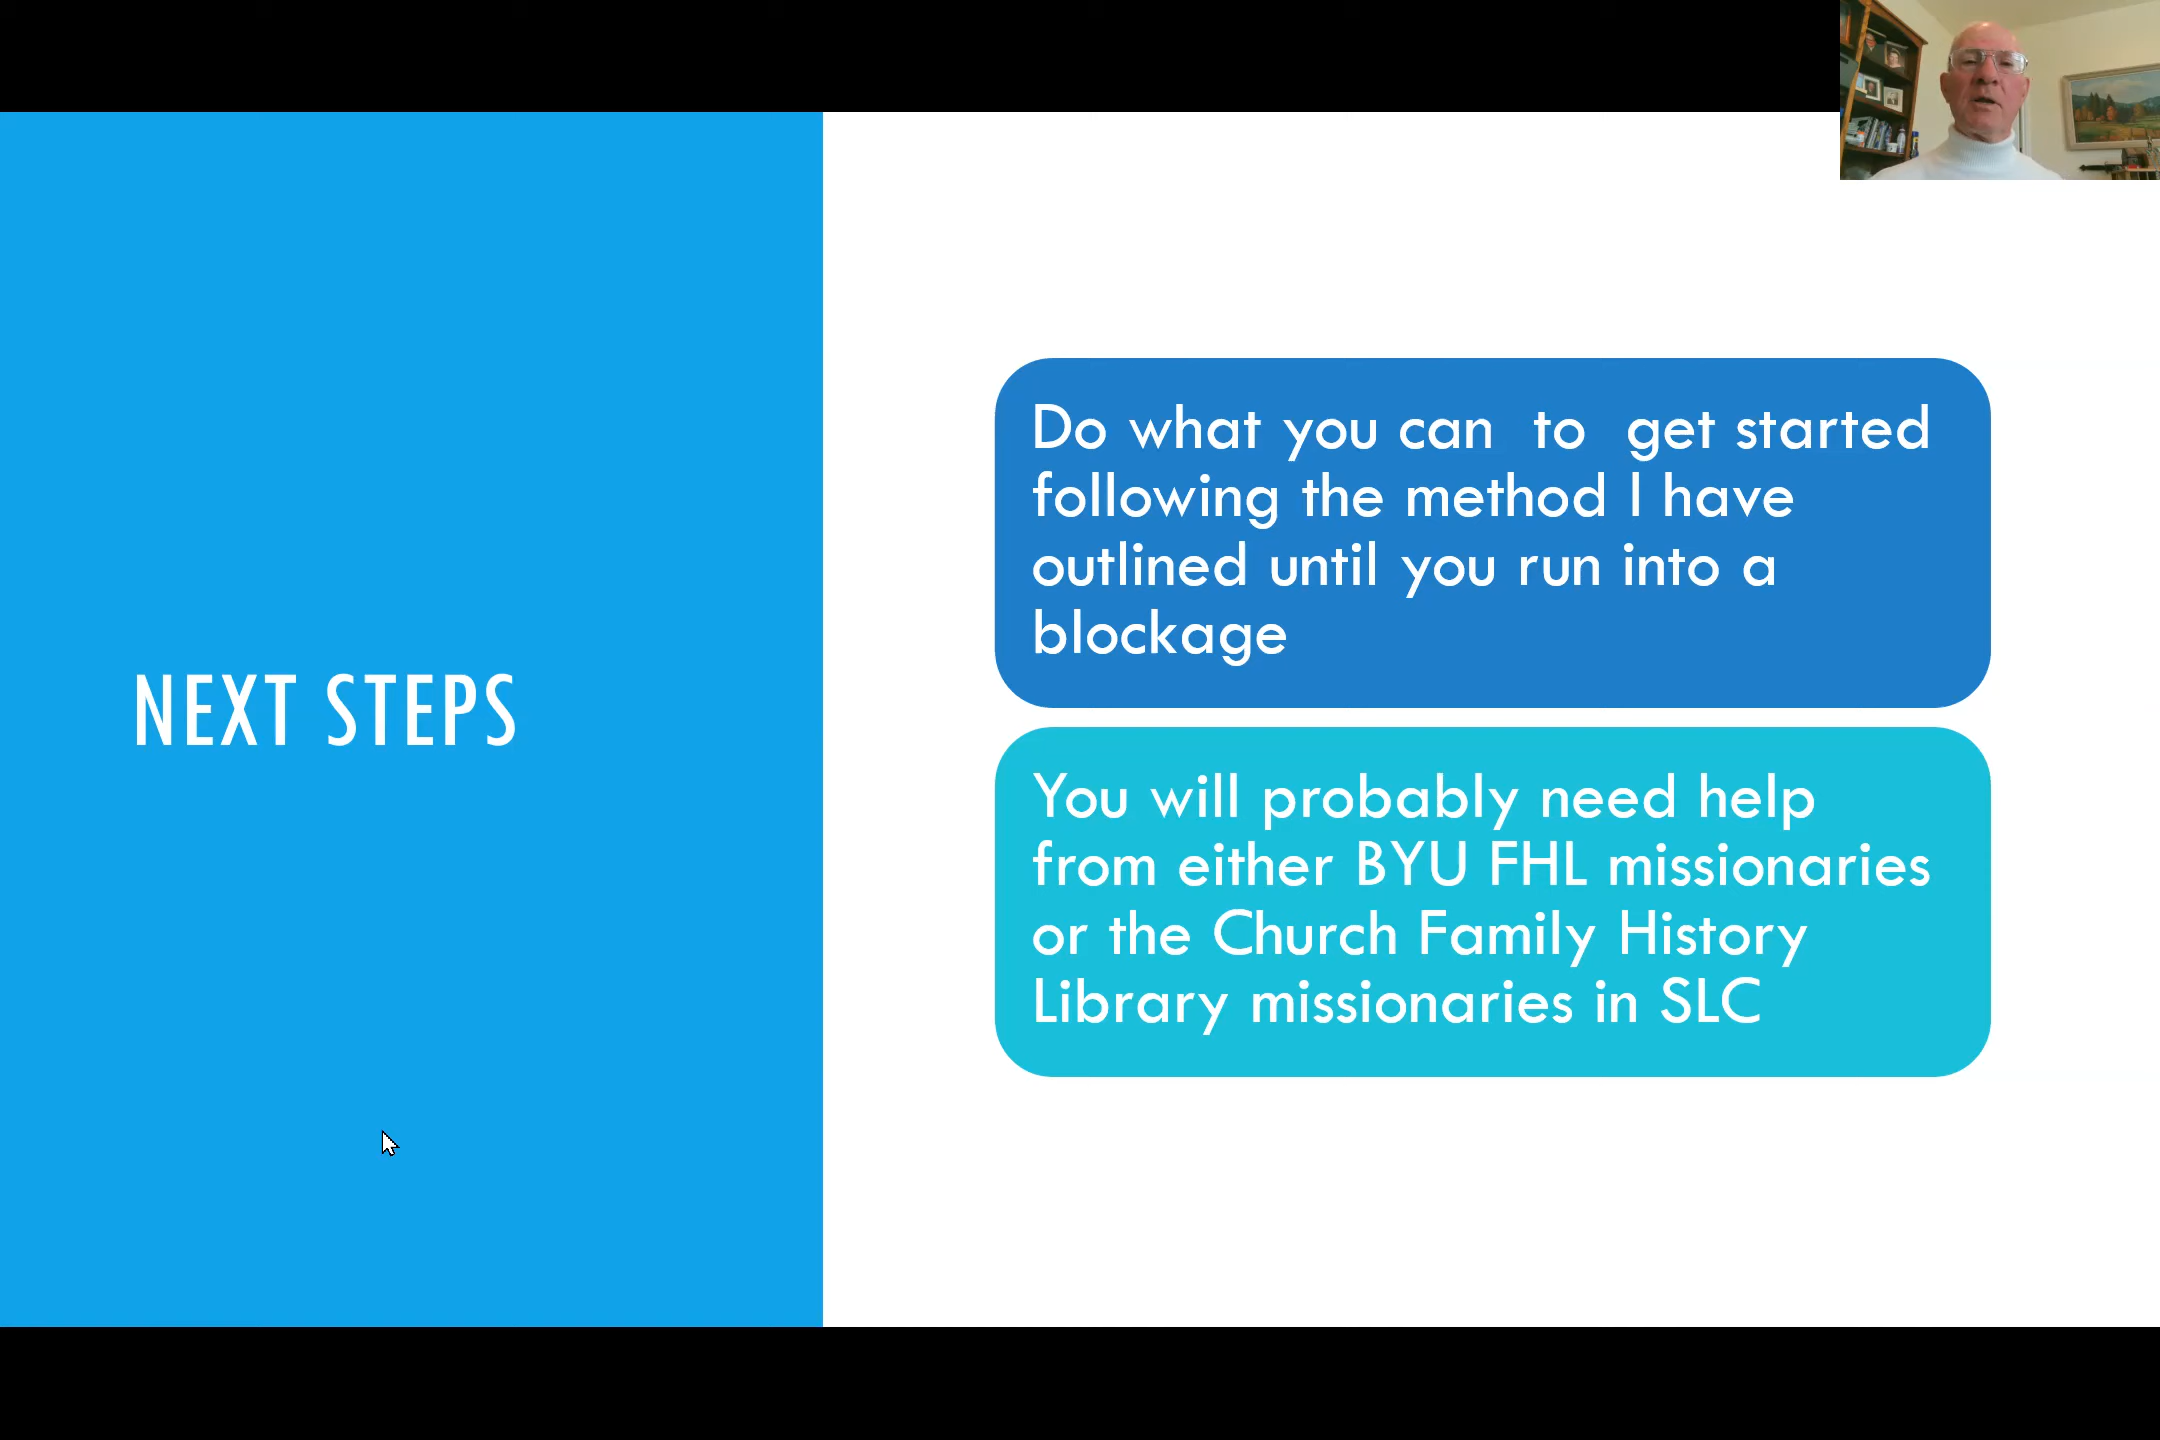 NEXT STEPS
Do what you can  to  get started
following the method I have
outlined until you run into a
blockage
You will probably need help
from either BYU FHL missionaries
or the Church Family History
Library missionaries in SLC